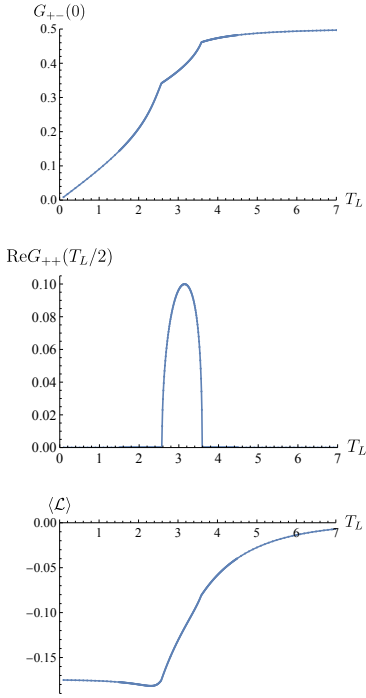 G₊₋(0)
0.5
0.4
0.3
0.2
0.1
0.0
0 1 2 3 4 5 6 7 T_L
ReG₊₊(T_L/2)
0.10
0.08
0.06
0.04
0.02
0.00
0 1 2 3 4 5 6 7 T_L
⟨ℒ⟩
0.00 T_L
1 2 3 4 5 6 7
−0.05
−0.10
−0.15